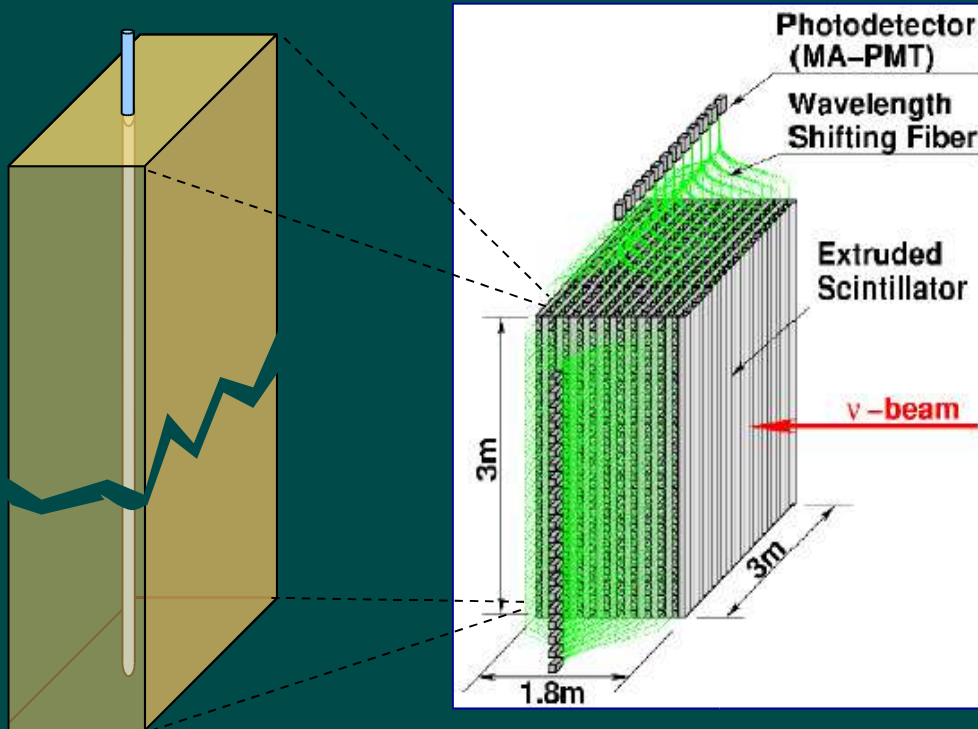 Photodetector
(MA-PMT)
Wavelength
Shifting Fiber
Extruded
Scintillator
ν-beam
3m
3m
1.8m